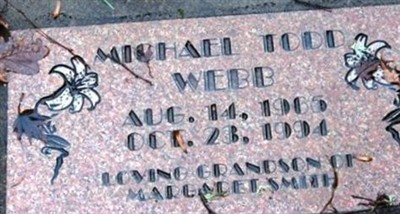 MICHAEL TODD
WEBB
AUG. 14, 1965
OCT. 23, 1994
LOVING GRANDSON OF
MARGARET SMITH